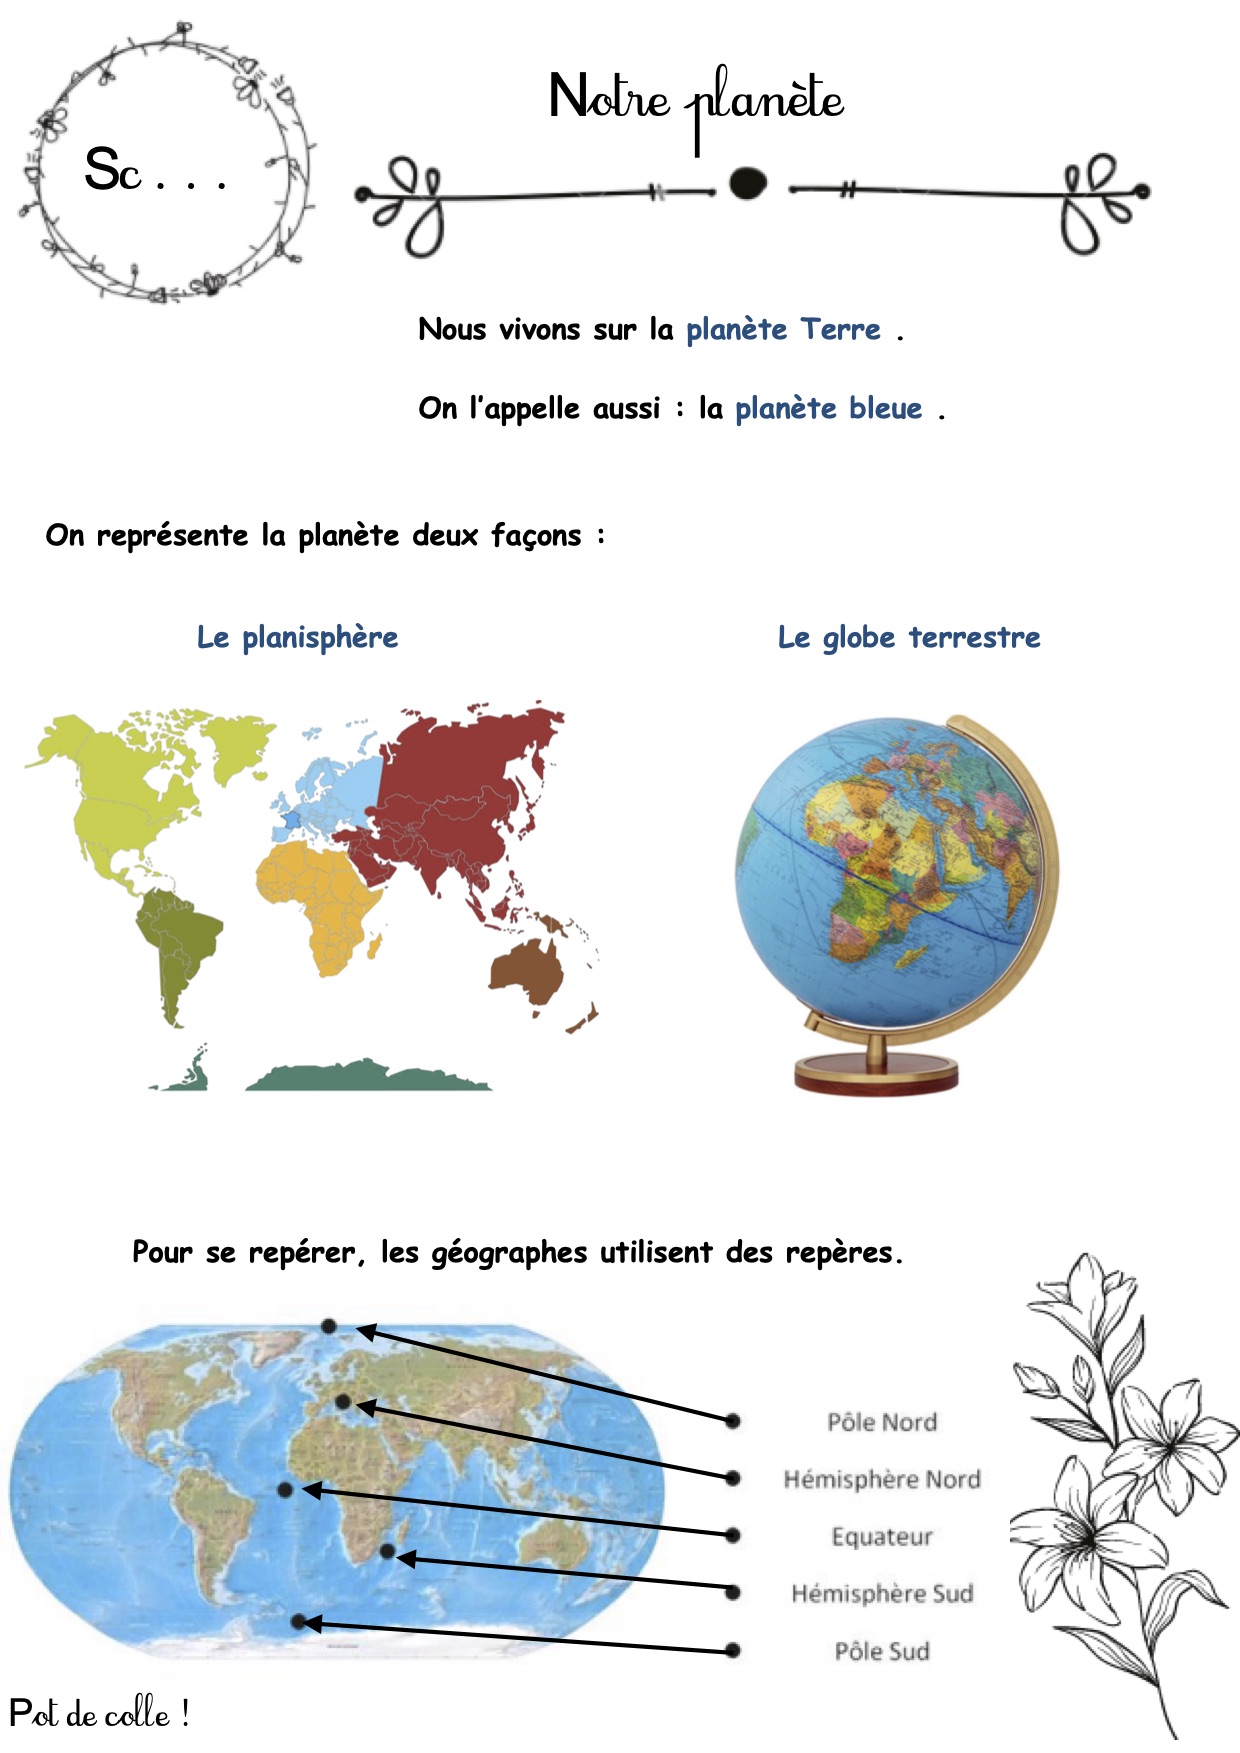 Sc . . .
Notre planète
Nous vivons sur la planète Terre .
On l’appelle aussi : la planète bleue .
On représente la planète deux façons :
Le planisphère
Le globe terrestre
Pour se repérer, les géographes utilisent des repères.
Pôle Nord
Hémisphère Nord
Equateur
Hémisphère Sud
Pôle Sud
Pot de colle !